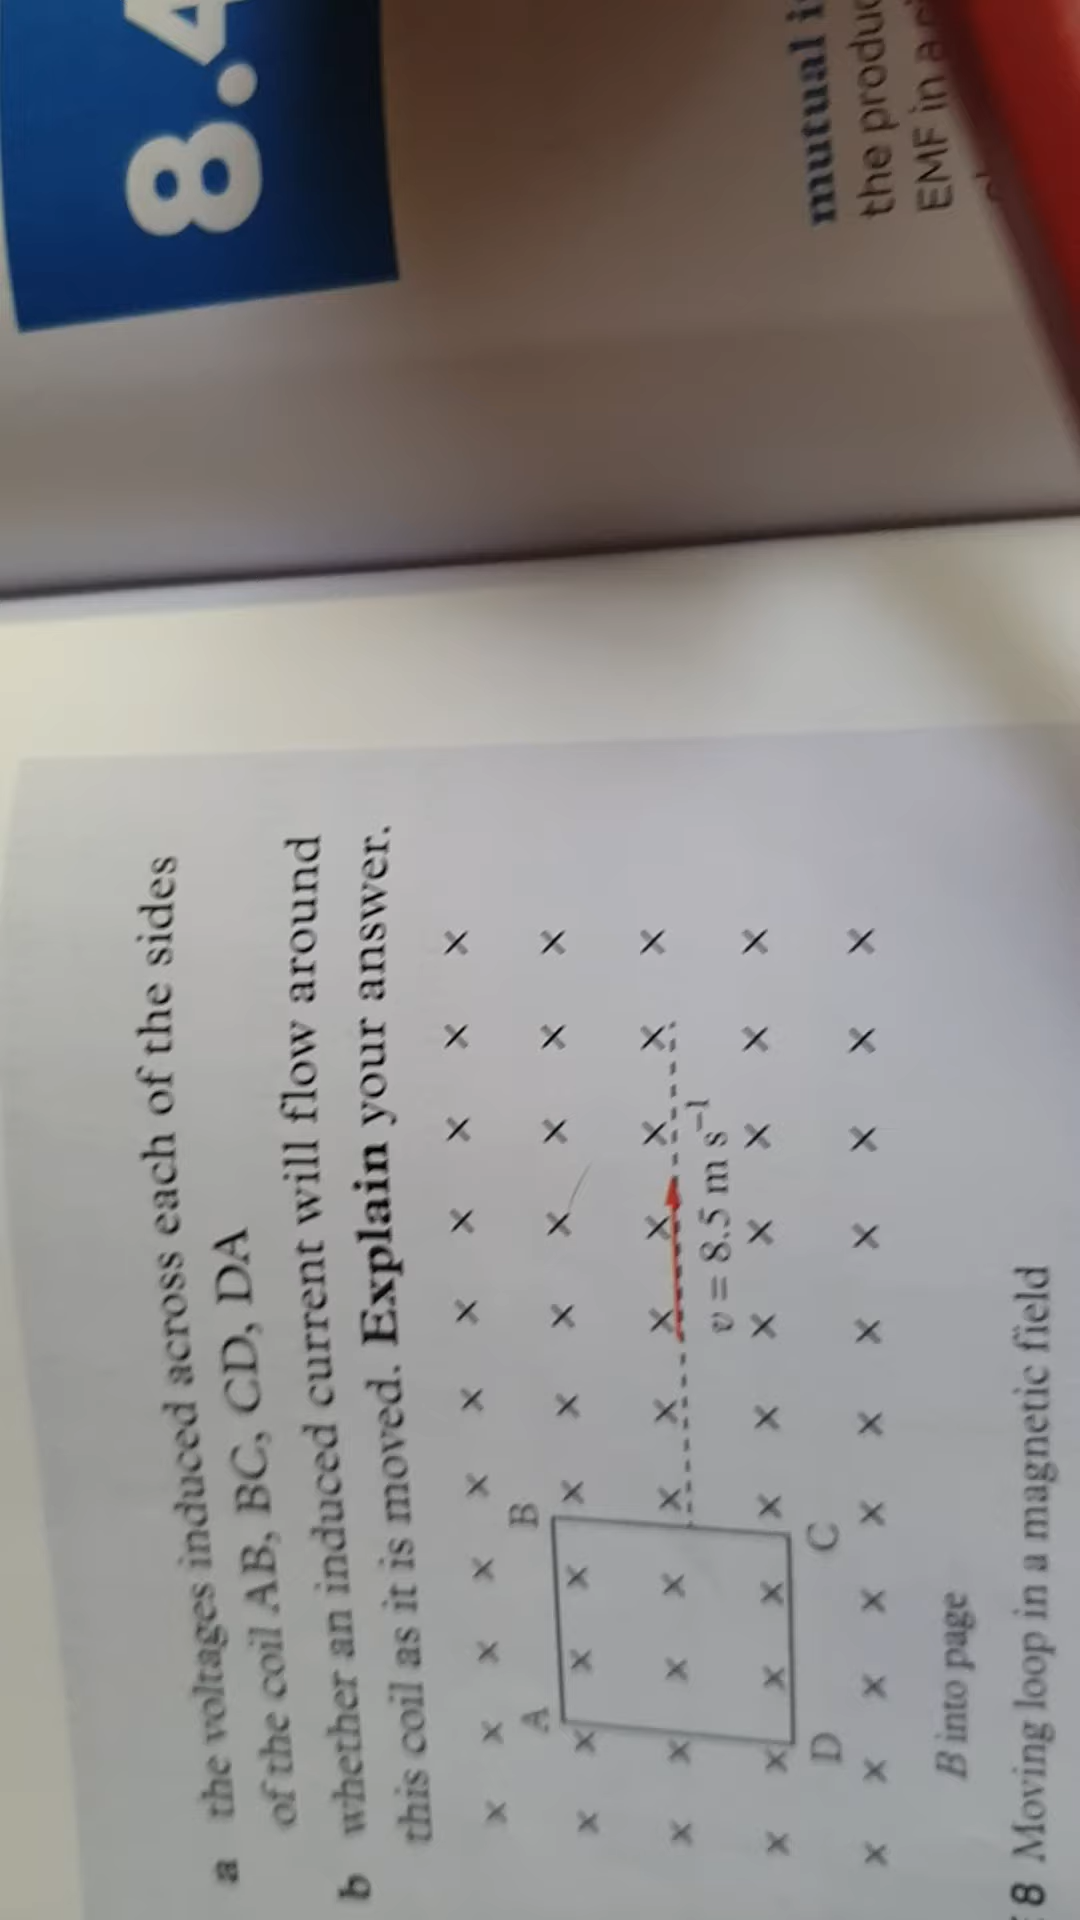 a the voltages induced across each of the sides
of the coil AB, BC, CD, DA
b whether an induced current will flow around
this coil as it is moved. Explain your answer.
x x x x x x x x x x x
A B
x x x x x x x x x x
x x x x x x x x x x
v = 8.5 m s⁻¹
x x x x x x x x x x
D C
x x x x x x x x x x
B into page
8 Moving loop in a magnetic field
8.4
mutual
the
EMF in a